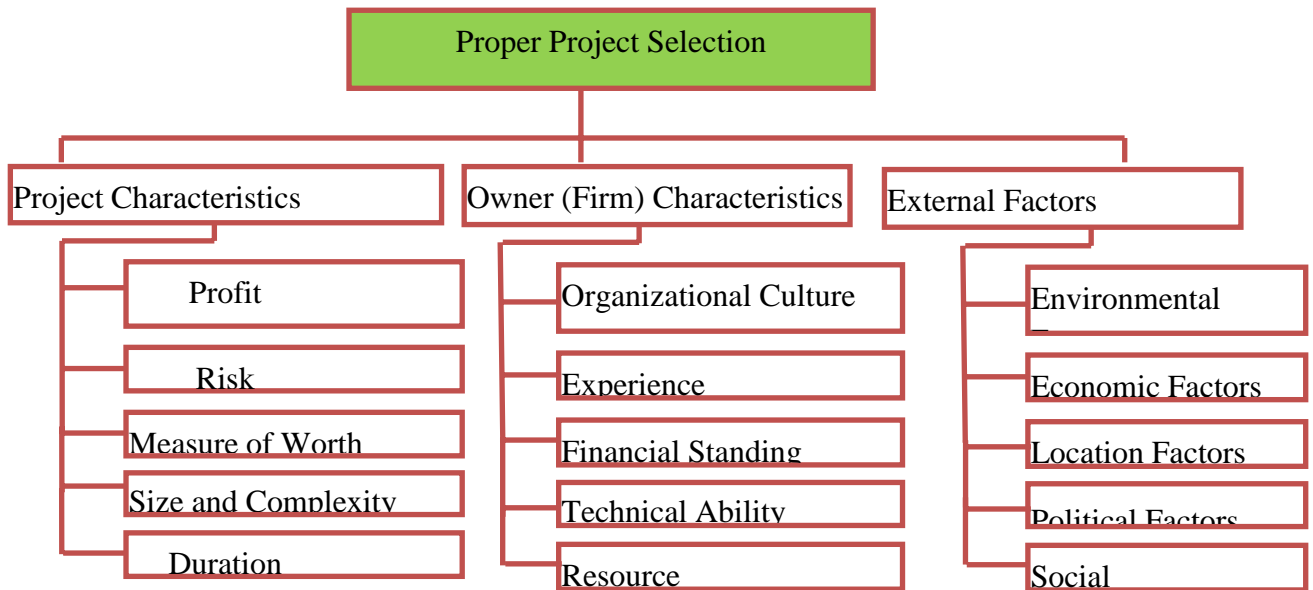 Proper Project Selection
Project Characteristics
Profit
Risk
Measure of Worth
Size and Complexity
Duration
Owner (Firm) Characteristics
Organizational Culture
Experience
Financial Standing
Technical Ability
Resource
External Factors
Environmental
Economic Factors
Location Factors
Political Factors
Social